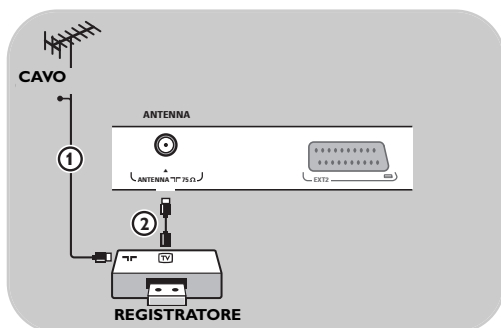 CAVO
ANTENNA
1
ANTENNA 75 Ω
EXT2
2
TV
REGISTRATORE